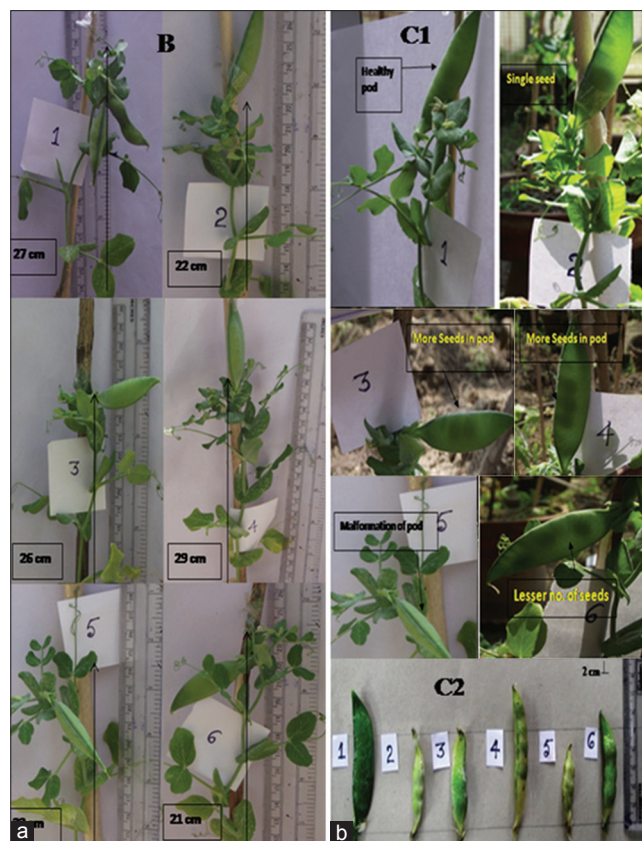 B
1
27 cm
2
22 cm
3
26 cm
4
29 cm
5
6
21 cm
a
C1
Healthy
pod
1
Single seed
2
3
More Seeds in pod
More Seeds in pod
4
Malformation of pod
5
Lesser no. of seeds
6
2 cm
C2
1
2
3
4
5
6
b